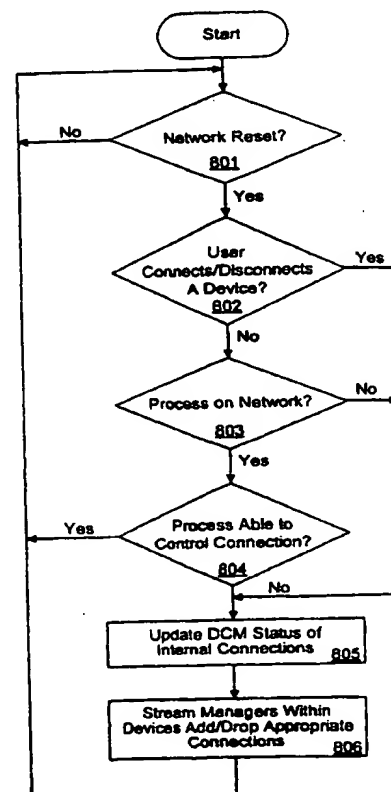 Start
No
Network Reset?
801
Yes
User
Connects/Disconnects
A Device?
802
Yes
No
Process on Network?
803
No
Yes
Yes
Process Able to
Control Connection?
804
No
Update DCM Status of
Internal Connections
805
Stream Managers Within
Devices Add/Drop Appropriate
Connections
806